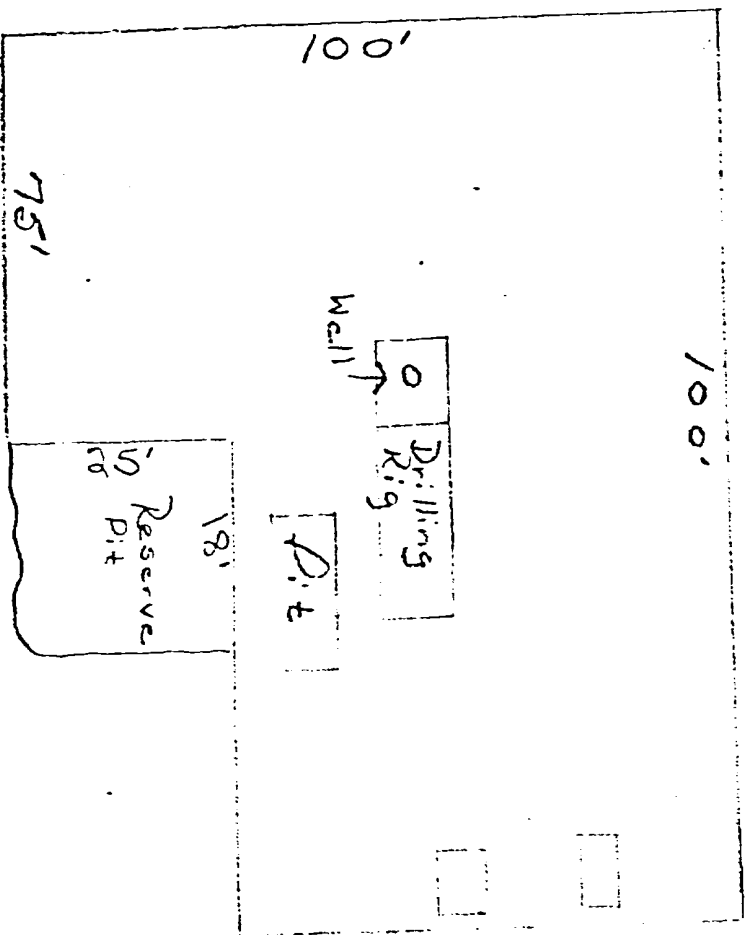 100'
100'
75'
Well
O
Drilling
Rig
Pit
25'
18'
Reserve
Pit